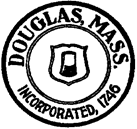 DOUGLAS, MASS.
INCORPORATED, 1746